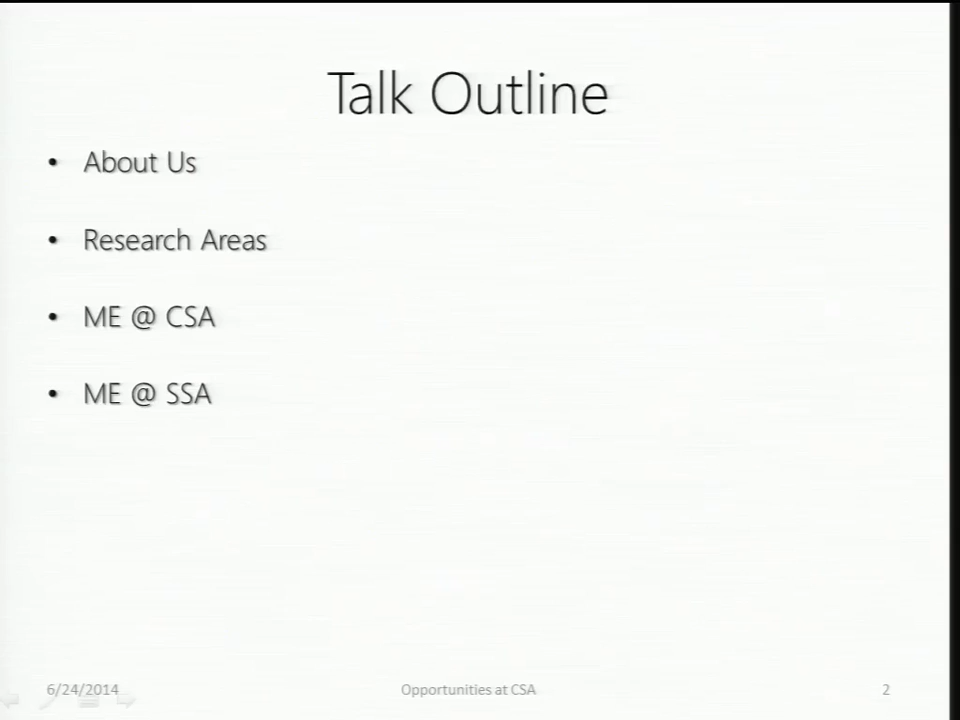 Talk Outline
• About Us
• Research Areas
• ME @ CSA
• ME @ SSA
6/24/2014 Opportunities at CSA 2